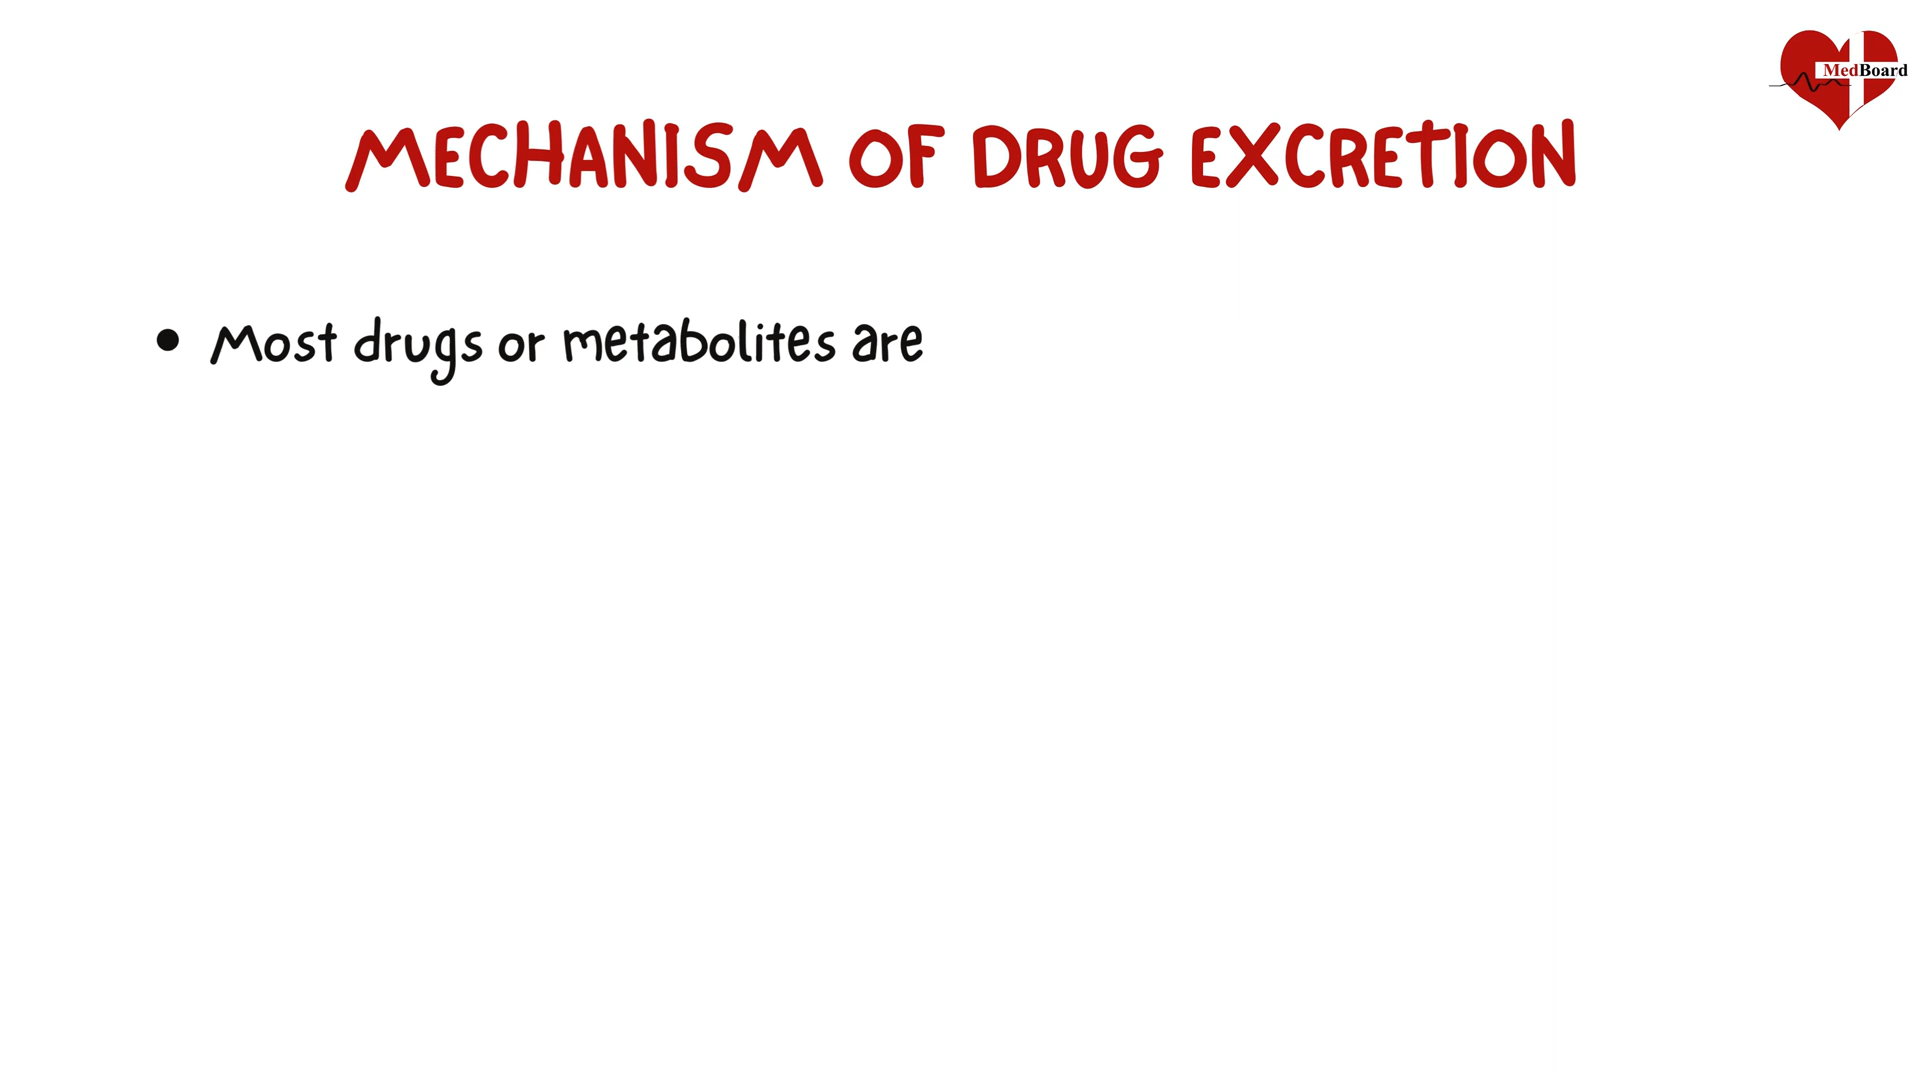 MedBoard
MECHANISM OF DRUG EXCRETION
• Most drugs or metabolites are